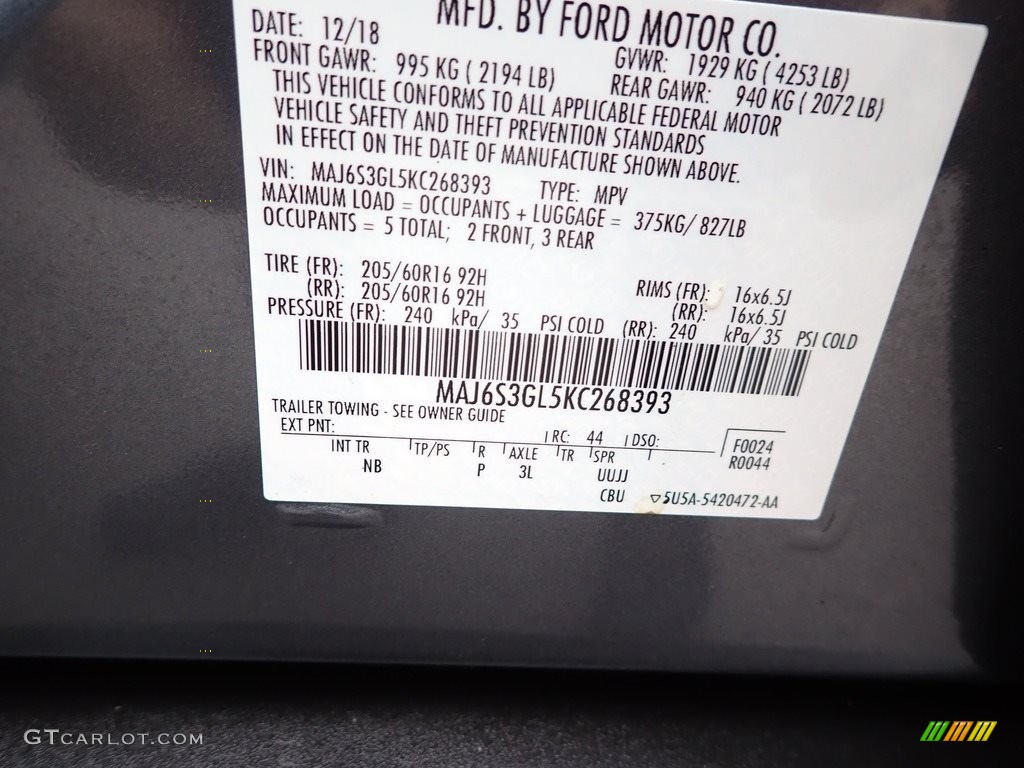 MFD. BY FORD MOTOR CO.
DATE: 12/18
GVWR: 1929 KG ( 4253 LB)
FRONT GAWR: 995 KG ( 2194 LB)
REAR GAWR: 940 KG ( 2072 LB)
THIS VEHICLE CONFORMS TO ALL APPLICABLE FEDERAL MOTOR
VEHICLE SAFETY AND THEFT PREVENTION STANDARDS
IN EFFECT ON THE DATE OF MANUFACTURE SHOWN ABOVE.
VIN: MAJ6S3GL5KC268393 TYPE: MPV
MAXIMUM LOAD = OCCUPANTS + LUGGAGE = 375KG/ 827LB
OCCUPANTS = 5 TOTAL; 2 FRONT, 3 REAR
TIRE (FR): 205/60R16 92H RIMS (FR): 16x6.5J
(RR): 205/60R16 92H (RR): 16x6.5J
PRESSURE (FR): 240 kPa/ 35 PSI COLD (RR): 240 kPa/ 35 PSI COLD
MAJ6S3GL5KC268393
TRAILER TOWING - SEE OWNER GUIDE
EXT PNT: RC: 44 DSO: F0024
INT TR TP/PS R AXLE TR SPR R0044
NB P 3L UUJJ
CBU 5U5A-5420472-AA
GTCARLOT.COM